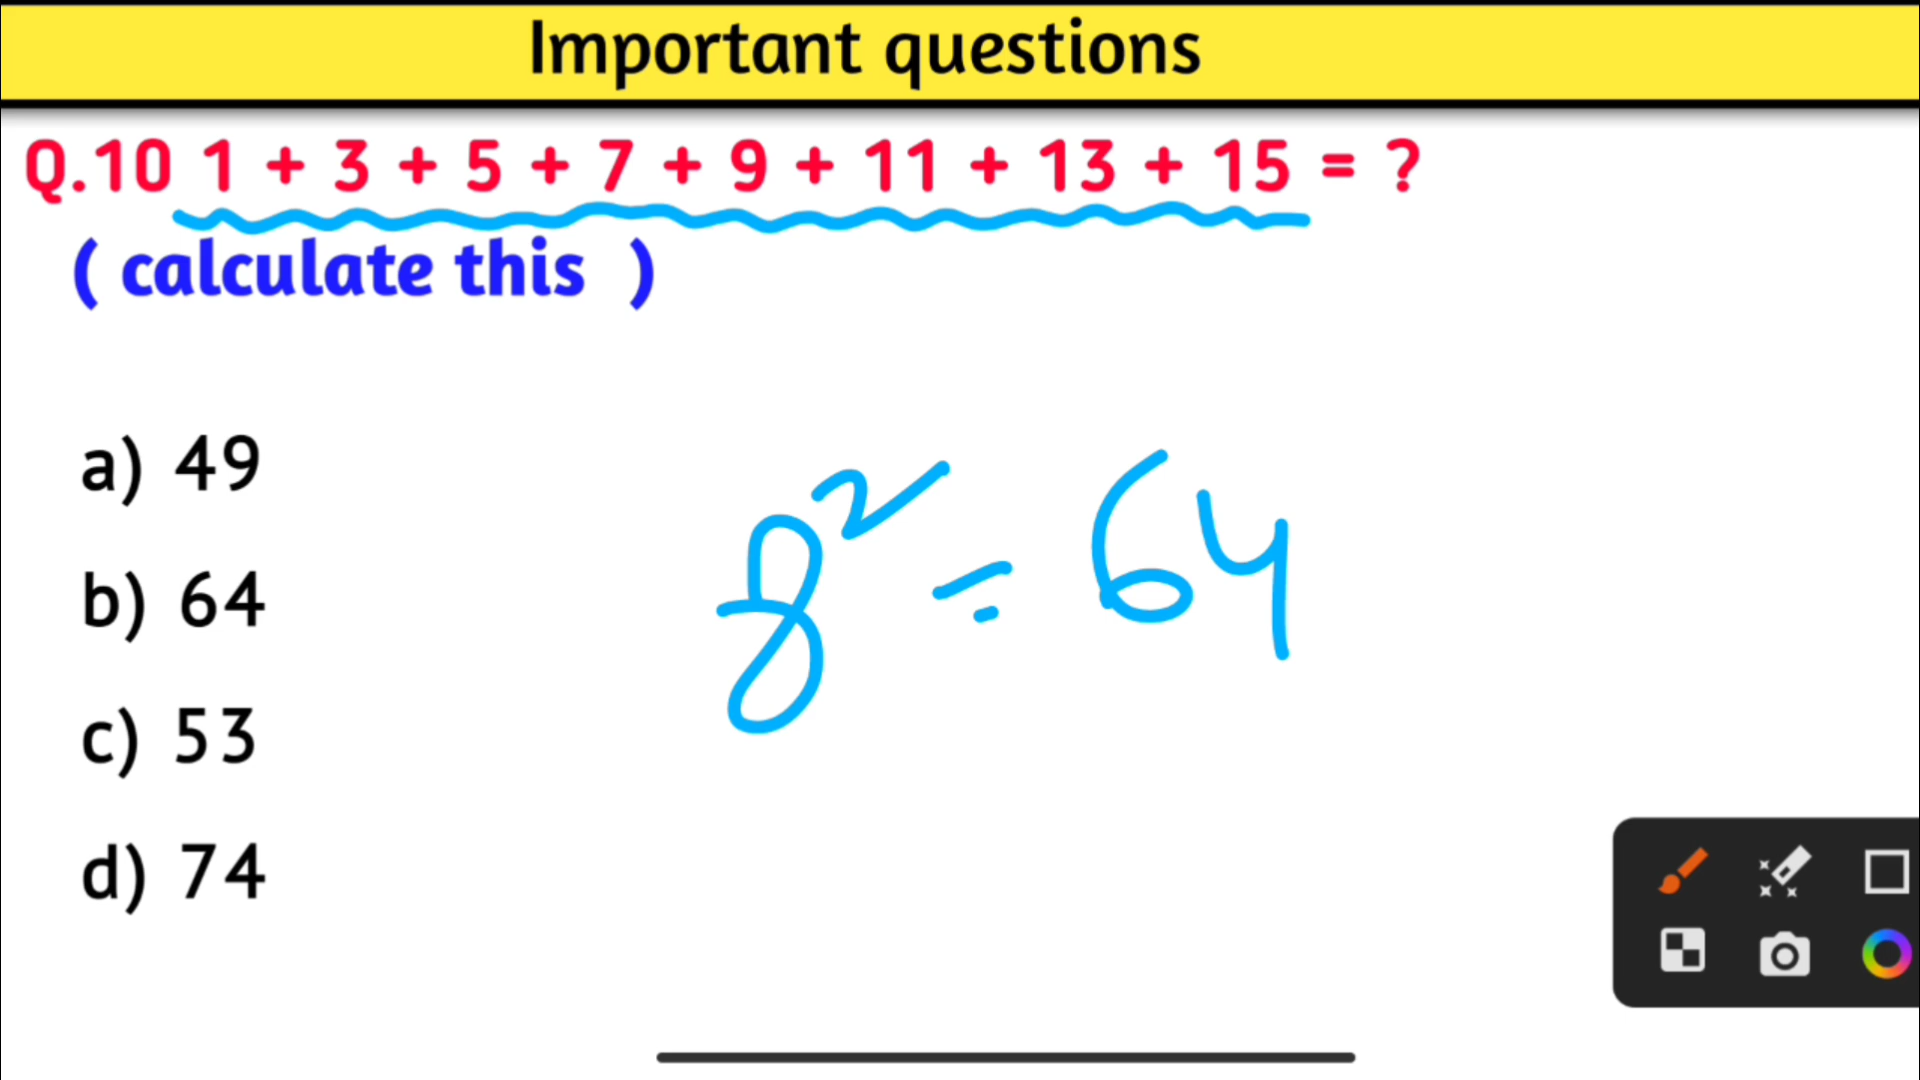 Important questions
Q.10 1 + 3 + 5 + 7 + 9 + 11 + 13 + 15 = ?
( calculate this )
a) 49
b) 64
c) 53
d) 74
8² = 64